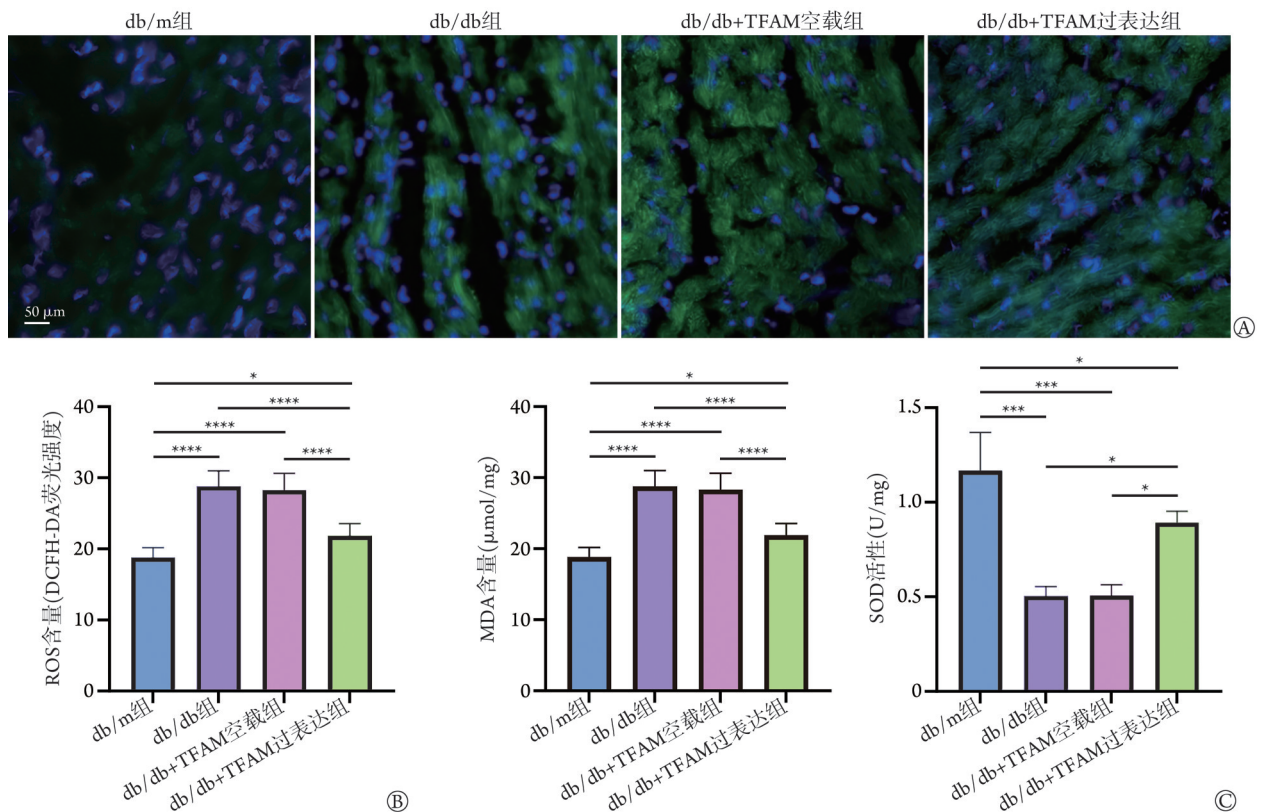 db/m组
db/db组
db/db+TFAM空载组
db/db+TFAM过表达组
50 μm
Ⓐ
ROS含量(DCFH-DA荧光强度)
40
30
20
10
0
*
****
****
****
****
db/m组
db/db组
db/db+TFAM空载组
db/db+TFAM过表达组
Ⓑ
MDA含量(μmol/mg)
40
30
20
10
0
*
****
****
****
****
db/m组
db/db组
db/db+TFAM空载组
db/db+TFAM过表达组
SOD活性(U/mg)
1.5
1.0
0.5
0
*
***
***
*
*
db/m组
db/db组
db/db+TFAM空载组
db/db+TFAM过表达组
Ⓒ